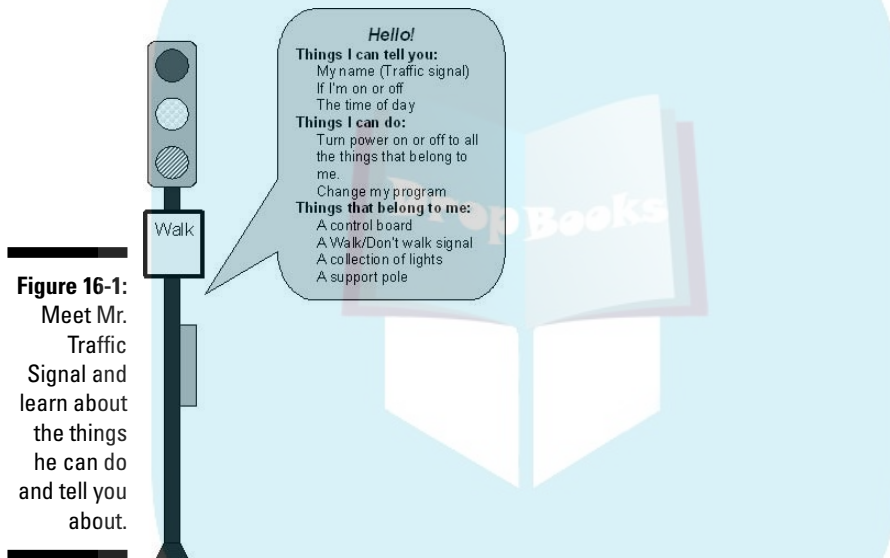 Hello!
Things I can tell you:
My name (Traffic signal)
If I'm on or off
The time of day
Things I can do:
Turn power on or off to all
the things that belong to
me.
Change my program
Things that belong to me:
A control board
A Walk/Don't walk signal
A collection of lights
A support pole
Walk
Figure 16-1:
Meet Mr.
Traffic
Signal and
learn about
the things
he can do
and tell you
about.
DropBooks